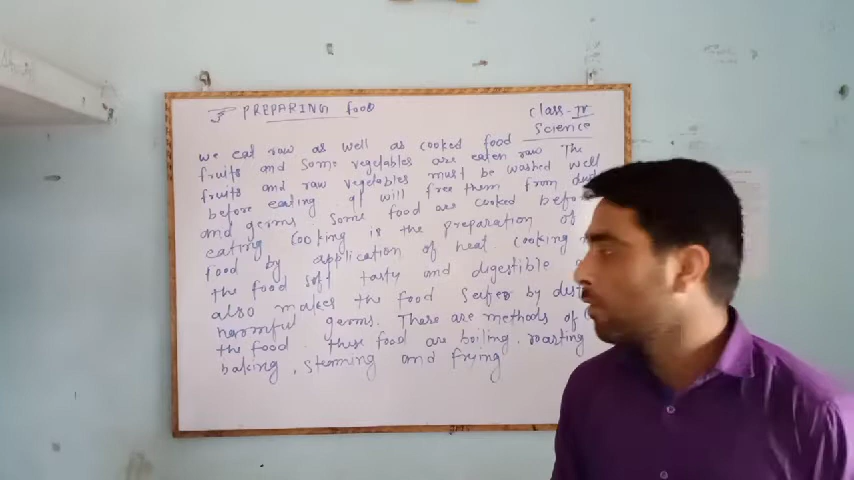 PREPARING food
class-IV
Science
we eat raw as well as cooked food
fruits and some vegetables are eaten raw The
fruits and raw vegetables must be washed well
before eating. It will free them from dust
and germs. Some food are cooked before
eating cooking is the preparation of
food by application of heat. cooking
the food soft tasty and digestible
also makes the food Seifer by
harmful germs. There are methods of
the food. these food are boiling, roasting
baking, steming and frying